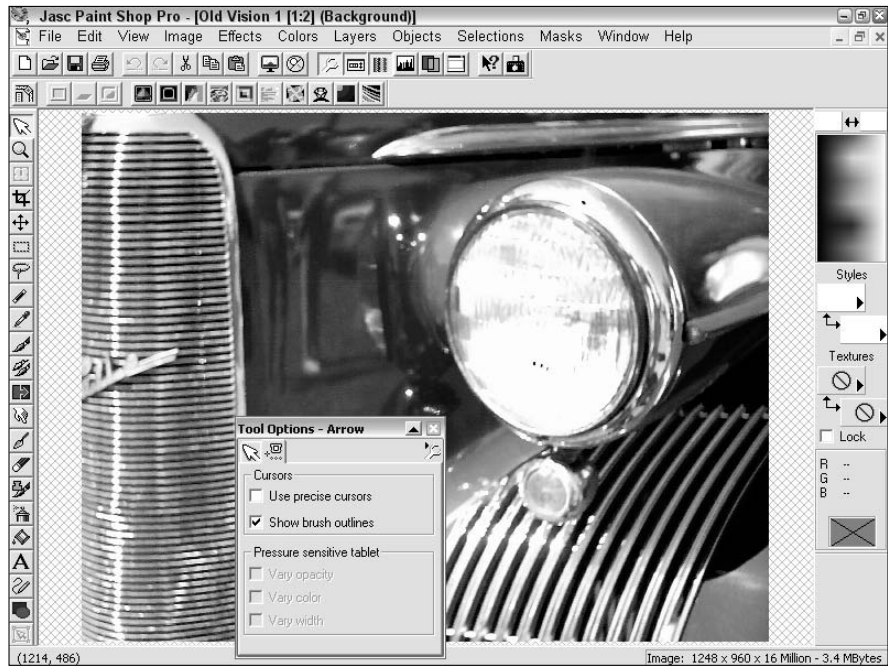 Jasc Paint Shop Pro - [Old Vision 1 [1:2] (Background)]
File Edit View Image Effects Colors Layers Objects Selections Masks Window Help
Styles
Textures
Lock
R --
G --
B --
Tool Options - Arrow
Cursors
Use precise cursors
Show brush outlines
Pressure sensitive tablet
Vary opacity
Vary color
Vary width
(1214, 486)
Image: 1248 x 960 x 16 Million - 3.4 MBytes